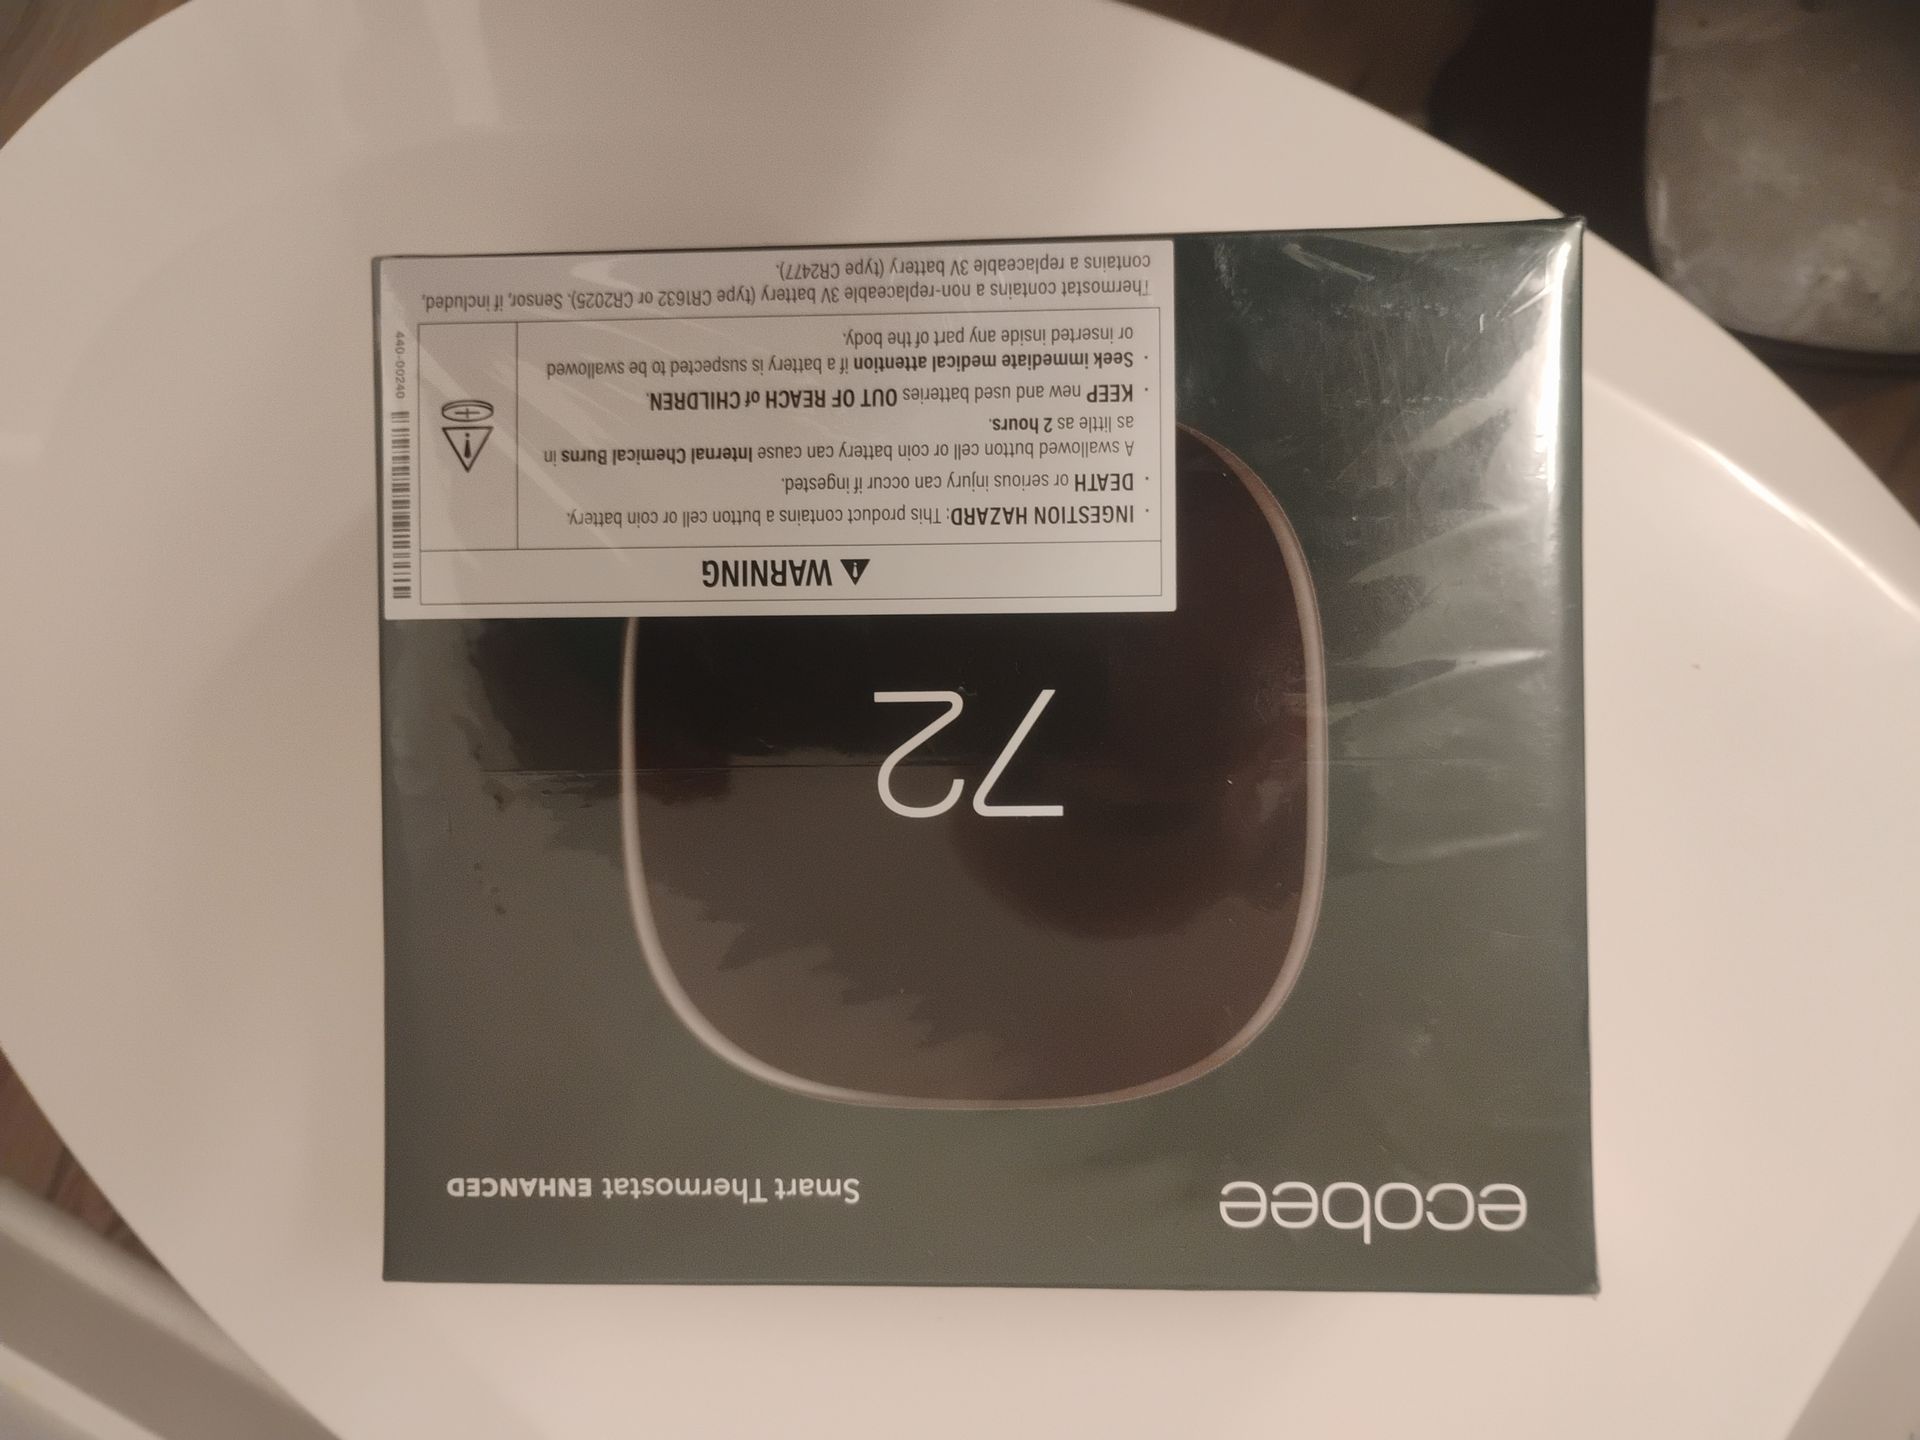 ecobee
Smart Thermostat ENHANCED
72
WARNING
· INGESTION HAZARD: This product contains a button cell or coin battery.
· DEATH or serious injury can occur if ingested.
A swallowed button cell or coin battery can cause Internal Chemical Burns in
as little as 2 hours.
· KEEP new and used batteries OUT OF REACH of CHILDREN.
· Seek immediate medical attention if a battery is suspected to be swallowed
or inserted inside any part of the body.
Thermostat contains a non-replaceable 3V battery (type CR1632 or CR2025). Sensor, if included,
contains a replaceable 3V battery (type CR2477).
440-00240